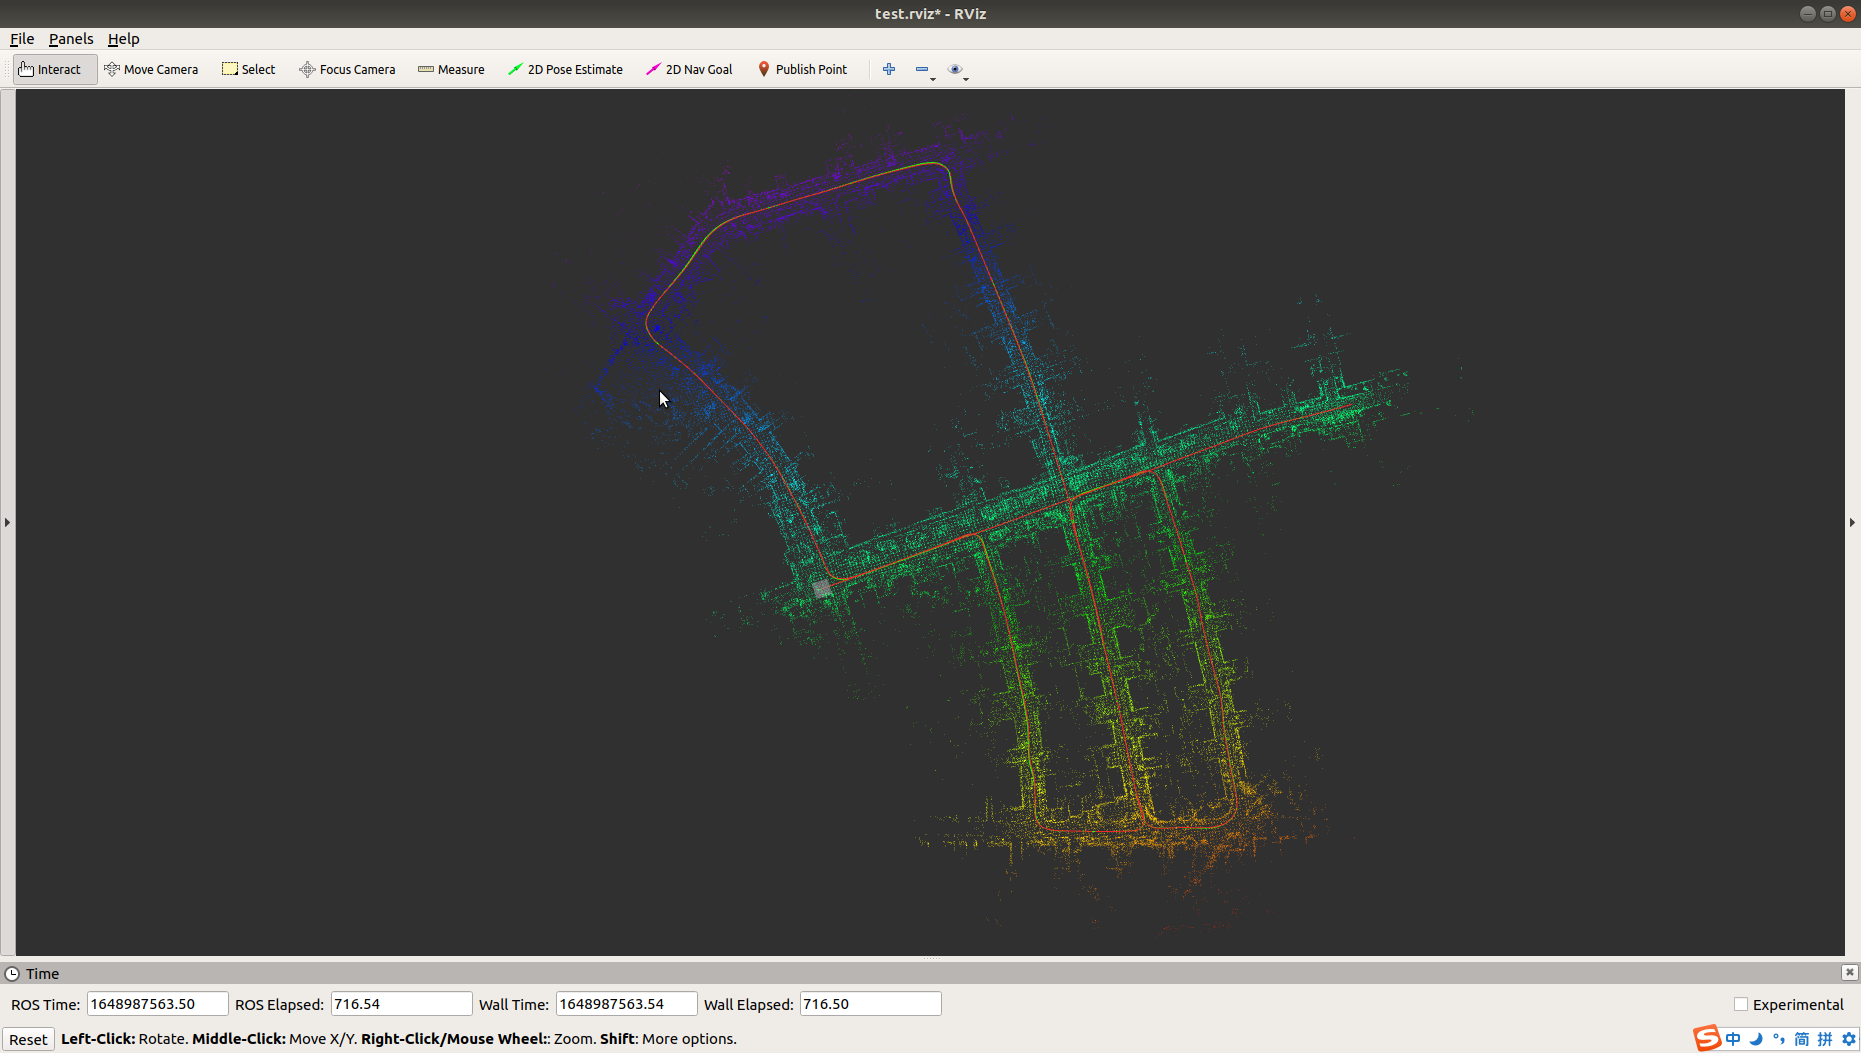 test.rviz* - RViz
File Panels Help
Interact Move Camera Select Focus Camera Measure 2D Pose Estimate 2D Nav Goal Publish Point
Time
ROS Time: 1648987563.50 ROS Elapsed: 716.54 Wall Time: 1648987563.54 Wall Elapsed: 716.50 Experimental
Reset Left-Click: Rotate. Middle-Click: Move X/Y. Right-Click/Mouse Wheel:: Zoom. Shift: More options.
S 中 简 拼